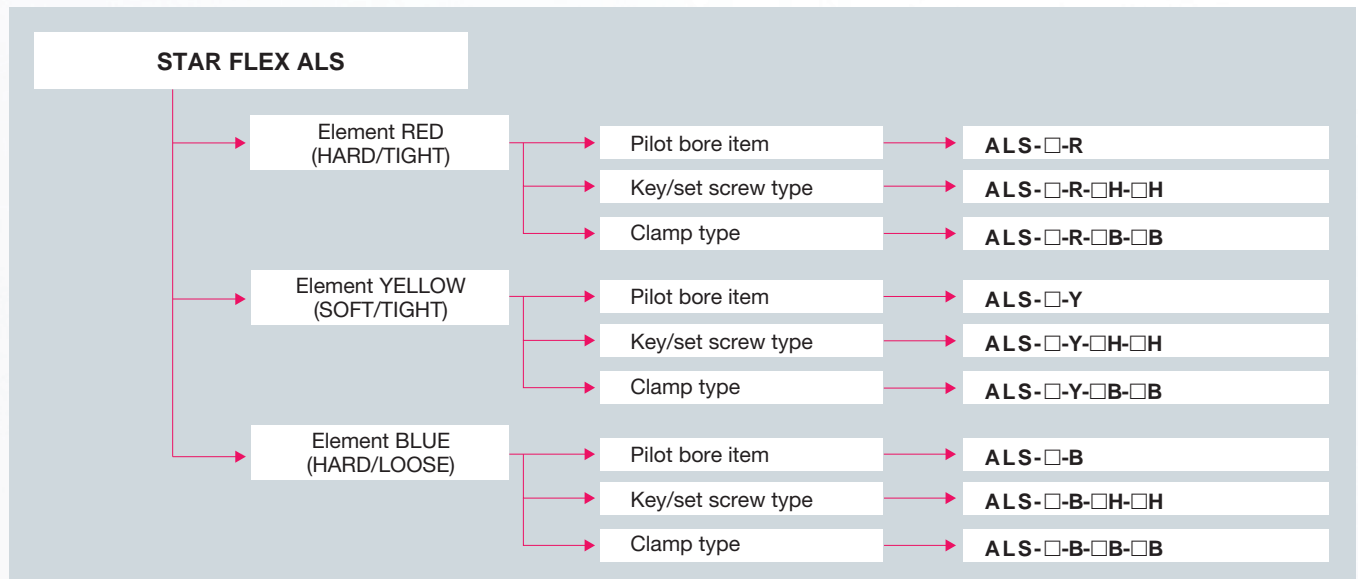 STAR FLEX ALS
Element RED
(HARD/TIGHT)
Pilot bore item
ALS-□-R
Key/set screw type
ALS-□-R-□H-□H
Clamp type
ALS-□-R-□B-□B
Element YELLOW
(SOFT/TIGHT)
Pilot bore item
ALS-□-Y
Key/set screw type
ALS-□-Y-□H-□H
Clamp type
ALS-□-Y-□B-□B
Element BLUE
(HARD/LOOSE)
Pilot bore item
ALS-□-B
Key/set screw type
ALS-□-B-□H-□H
Clamp type
ALS-□-B-□B-□B